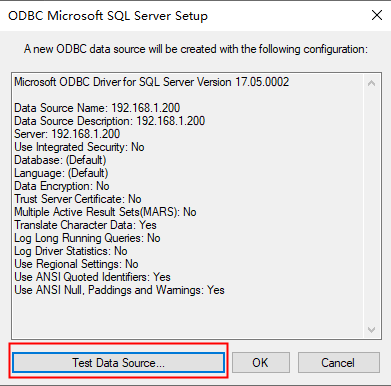 ODBC Microsoft SQL Server Setup
A new ODBC data source will be created with the following configuration:
Microsoft ODBC Driver for SQL Server Version 17.05.0002
Data Source Name: 192.168.1.200
Data Source Description: 192.168.1.200
Server: 192.168.1.200
Use Integrated Security: No
Database: (Default)
Language: (Default)
Data Encryption: No
Trust Server Certificate: No
Multiple Active Result Sets(MARS): No
Translate Character Data: Yes
Log Long Running Queries: No
Log Driver Statistics: No
Use Regional Settings: No
Use ANSI Quoted Identifiers: Yes
Use ANSI Null, Paddings and Warnings: Yes
Test Data Source... OK Cancel